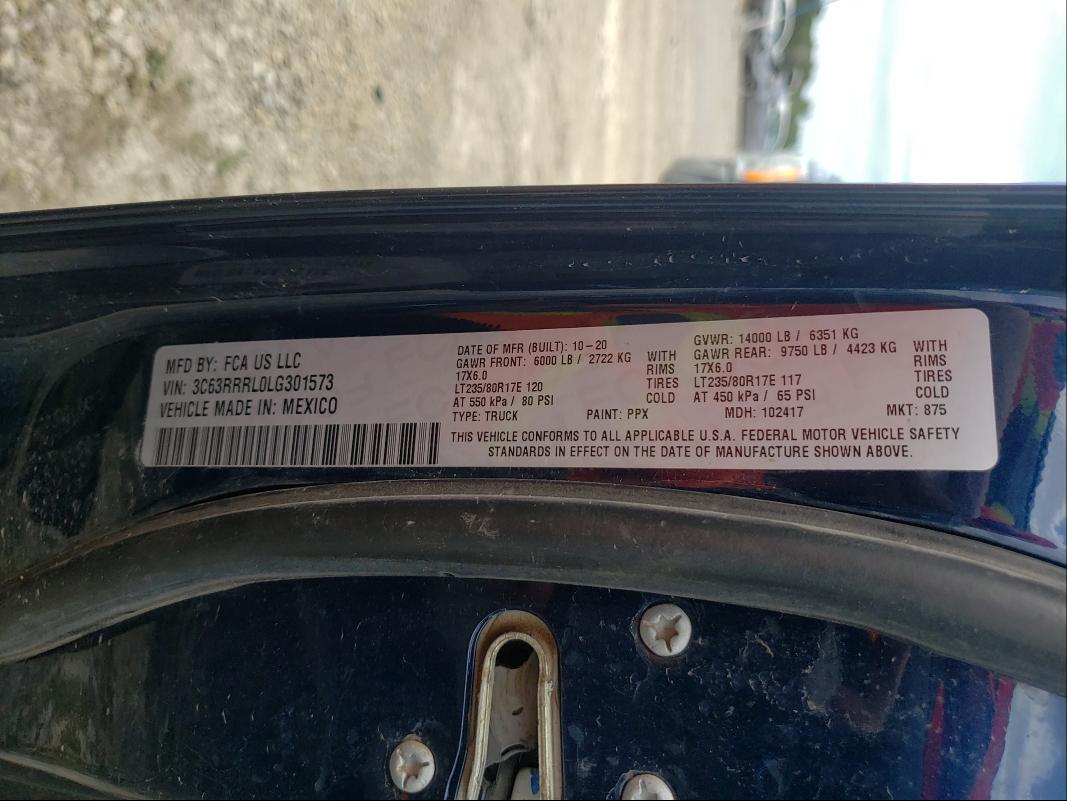 MFD BY: FCA US LLC
VIN: 3C63RRRL0LG301573
VEHICLE MADE IN: MEXICO
DATE OF MFR (BUILT): 10-20
GAWR FRONT: 6000 LB / 2722 KG WITH
17X6.0 RIMS
LT235/80R17E 120 TIRES
AT 550 kPa / 80 PSI COLD
GVWR: 14000 LB / 6351 KG
GAWR REAR: 9750 LB / 4423 KG WITH
17X6.0 RIMS
LT235/80R17E 117 TIRES
AT 450 kPa / 65 PSI COLD
TYPE: TRUCK PAINT: PPX MDH: 102417 MKT: 875
THIS VEHICLE CONFORMS TO ALL APPLICABLE U.S.A. FEDERAL MOTOR VEHICLE SAFETY
STANDARDS IN EFFECT ON THE DATE OF MANUFACTURE SHOWN ABOVE.